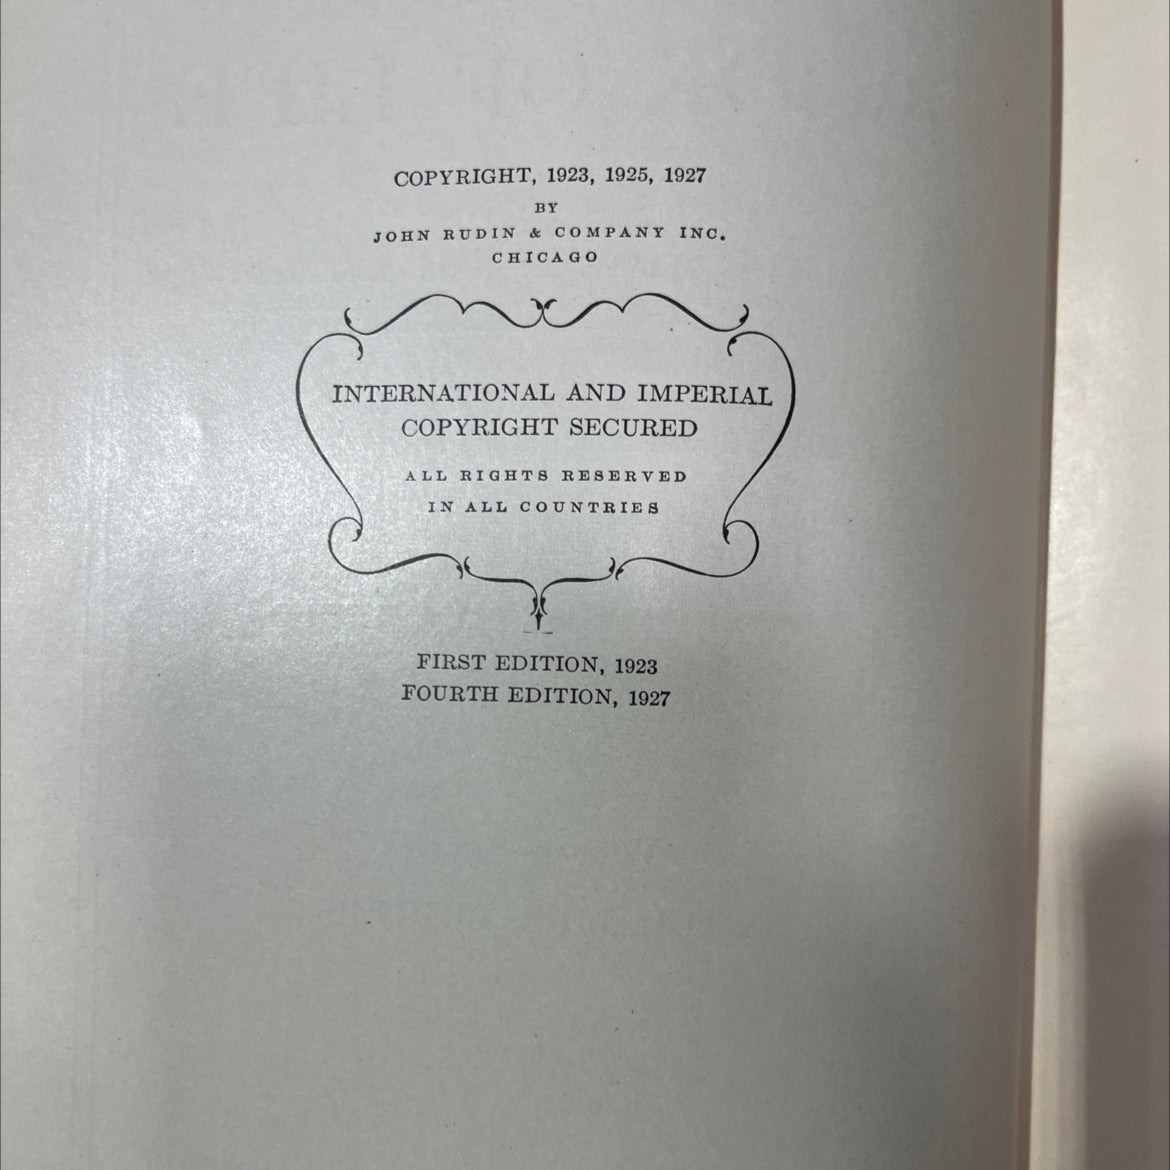 COPYRIGHT, 1923, 1925, 1927
BY
JOHN RUDIN & COMPANY INC.
CHICAGO
INTERNATIONAL AND IMPERIAL
COPYRIGHT SECURED
ALL RIGHTS RESERVED
IN ALL COUNTRIES
FIRST EDITION, 1923
FOURTH EDITION, 1927